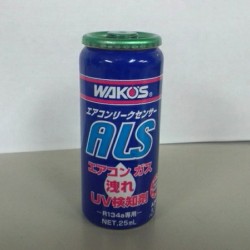 WAKO'S®
エアコンリークセンサー
ALS
エアコン ガス
洩れ
UV検知剤
--R134a専用--
NET.25mL